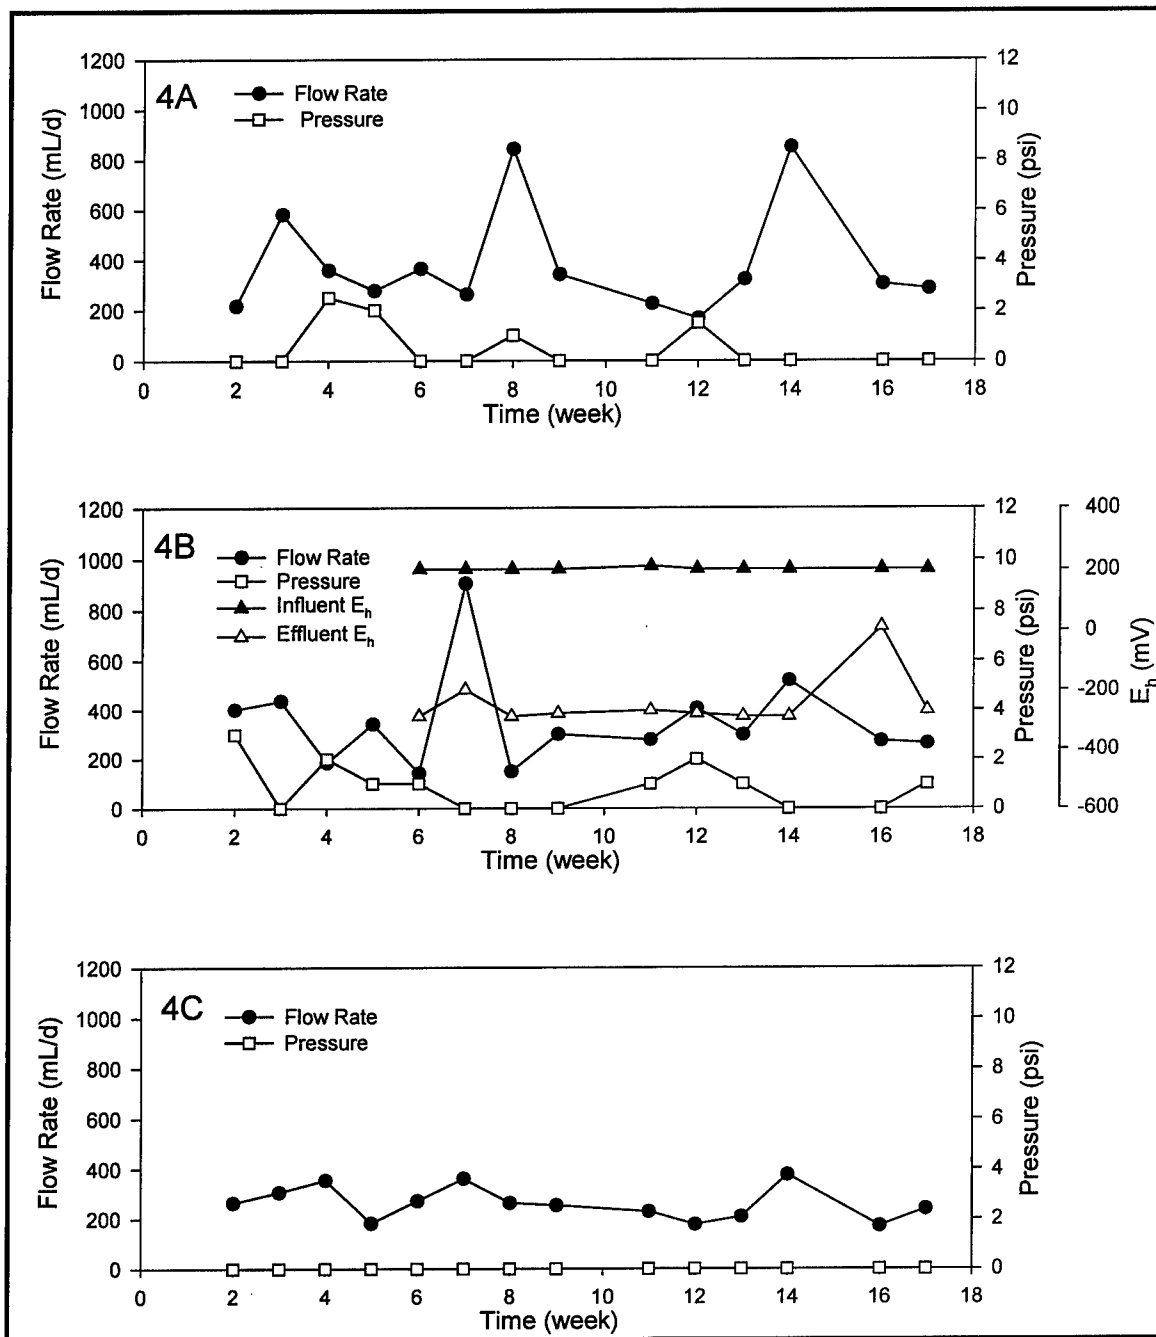 4A
Flow Rate
Pressure
Flow Rate (mL/d)
1200
1000
800
600
400
200
0
12
10
8
6
4
2
0
Pressure (psi)
0 2 4 6 8 10 12 14 16 18
Time (week)
4B
Flow Rate
Pressure
Influent Eh
Effluent Eh
Flow Rate (mL/d)
1200
1000
800
600
400
200
0
12
10
8
6
4
2
0
Pressure (psi)
400
200
0
-200
-400
-600
Eh (mV)
0 2 4 6 8 10 12 14 16 18
Time (week)
4C
Flow Rate
Pressure
Flow Rate (mL/d)
1200
1000
800
600
400
200
0
12
10
8
6
4
2
0
Pressure (psi)
0 2 4 6 8 10 12 14 16 18
Time (week)